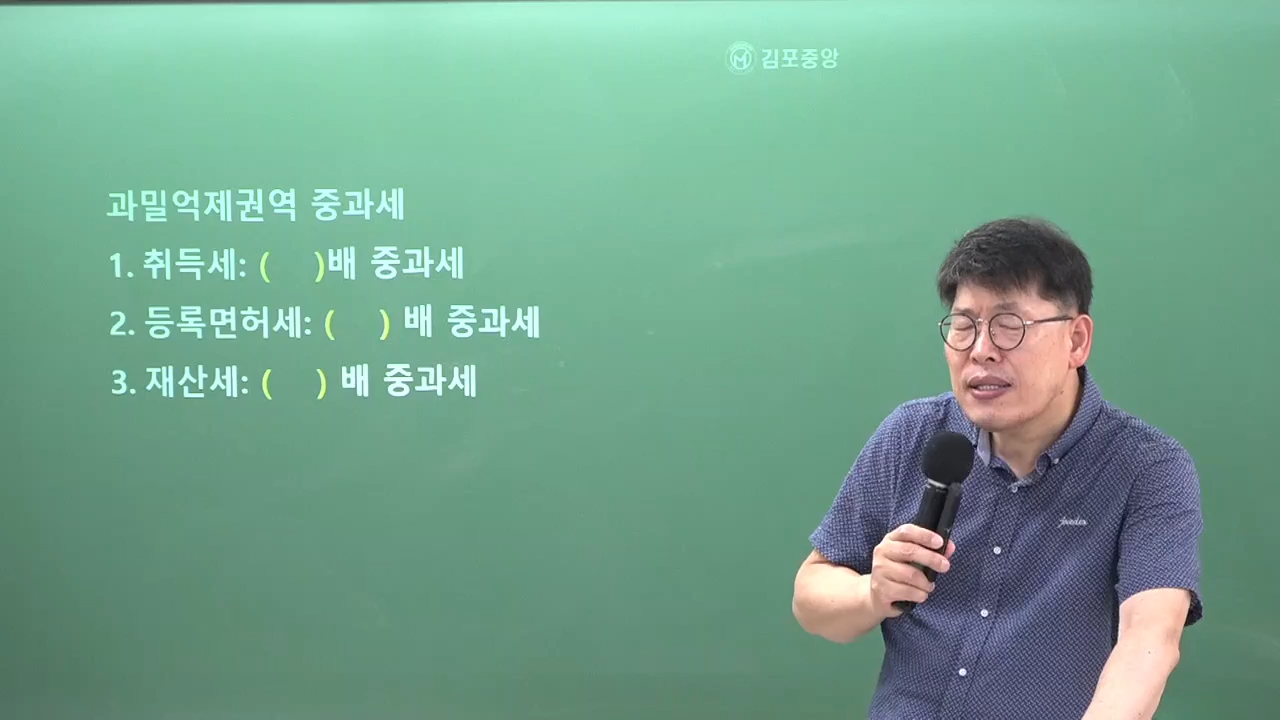 김포중앙
과밀억제권역 중과세
1. 취득세: (    )배 중과세
2. 등록면허세: (    ) 배 중과세
3. 재산세: (    ) 배 중과세